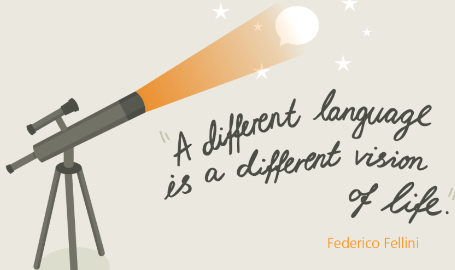 "A different language
is a different vision
of life."
Federico Fellini